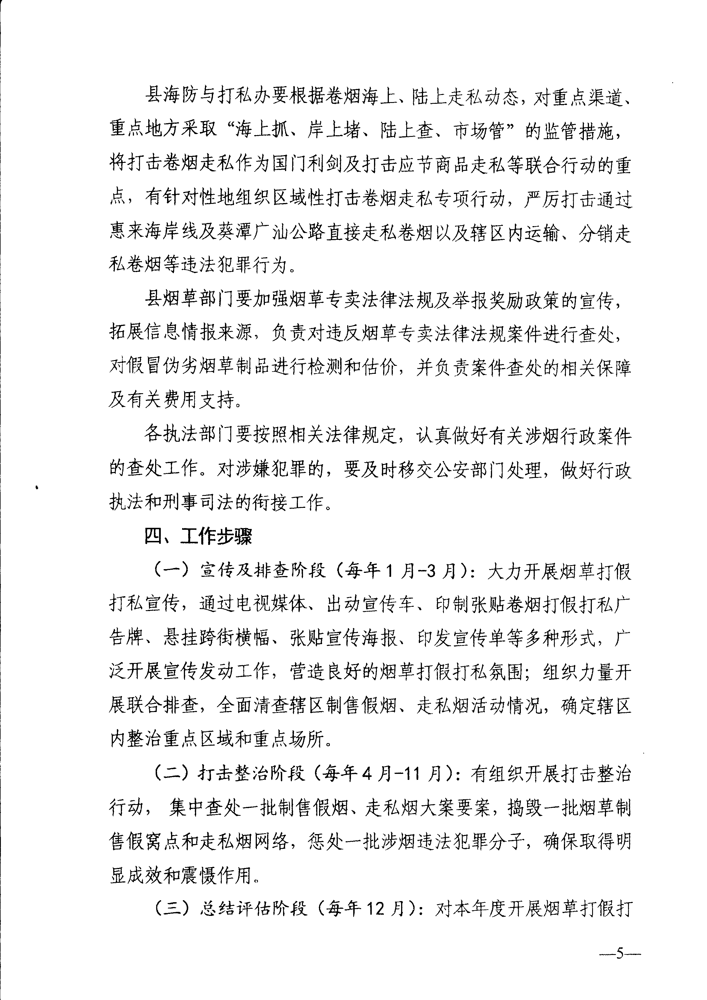 县海防与打私办要根据卷烟海上、陆上走私动态，对重点渠道、
重点地方采取“海上抓、岸上堵、陆上查、市场管”的监管措施，
将打击卷烟走私作为国门利剑及打击应节商品走私等联合行动的重
点，有针对性地组织区域性打击卷烟走私专项行动，严厉打击通过
惠来海岸线及葵潭广汕公路直接走私卷烟以及辖区内运输、分销走
私卷烟等违法犯罪行为。
县烟草部门要加强烟草专卖法律法规及举报奖励政策的宣传，
拓展信息情报来源，负责对违反烟草专卖法律法规案件进行查处，
对假冒伪劣烟草制品进行检测和估价，并负责案件查处的相关保障
及有关费用支持。
各执法部门要按照相关法律规定，认真做好有关涉烟行政案件
的查处工作。对涉嫌犯罪的，要及时移交公安部门处理，做好行政
执法和刑事司法的衔接工作。
四、工作步骤
（一）宣传及排查阶段（每年1月-3月）：大力开展烟草打假
打私宣传，通过电视媒体、出动宣传车、印制张贴卷烟打假打私广
告牌、悬挂跨街横幅、张贴宣传海报、印发宣传单等多种形式，广
泛开展宣传发动工作，营造良好的烟草打假打私氛围；组织力量开
展联合排查，全面清查辖区制售假烟、走私烟活动情况，确定辖区
内整治重点区域和重点场所。
（二）打击整治阶段（每年4月-11月）：有组织开展打击整治
行动， 集中查处一批制售假烟、走私烟大案要案，捣毁一批烟草制
售假窝点和走私烟网络，惩处一批涉烟违法犯罪分子，确保取得明
显成效和震慑作用。
（三）总结评估阶段（每年12月）：对本年度开展烟草打假打
—5—